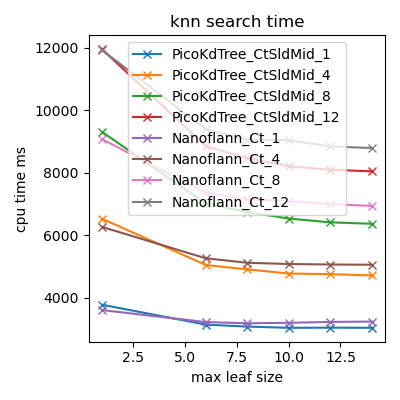 knn search time
12000
10000
8000
6000
4000
cpu time ms
PicoKdTree_CtSldMid_1
PicoKdTree_CtSldMid_4
PicoKdTree_CtSldMid_8
PicoKdTree_CtSldMid_12
Nanoflann_Ct_1
Nanoflann_Ct_4
Nanoflann_Ct_8
Nanoflann_Ct_12
2.5 5.0 7.5 10.0 12.5
max leaf size